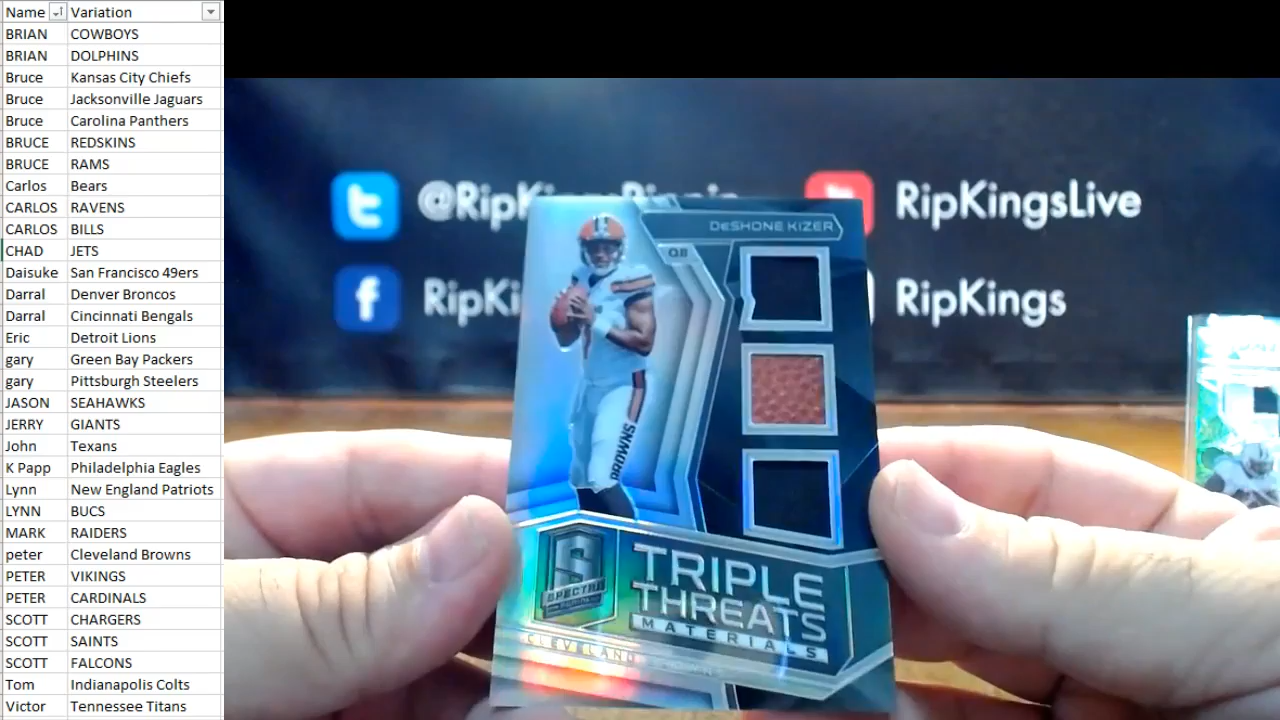 Name Variation
BRIAN COWBOYS
BRIAN DOLPHINS
Bruce Kansas City Chiefs
Bruce Jacksonville Jaguars
Bruce Carolina Panthers
BRUCE REDSKINS
BRUCE RAMS
Carlos Bears
CARLOS RAVENS
CARLOS BILLS
CHAD JETS
Daisuke San Francisco 49ers
Darral Denver Broncos
Darral Cincinnati Bengals
Eric Detroit Lions
gary Green Bay Packers
gary Pittsburgh Steelers
JASON SEAHAWKS
JERRY GIANTS
John Texans
K Papp Philadelphia Eagles
Lynn New England Patriots
LYNN BUCS
MARK RAIDERS
peter Cleveland Browns
PETER VIKINGS
PETER CARDINALS
SCOTT CHARGERS
SCOTT SAINTS
SCOTT FALCONS
Tom Indianapolis Colts
Victor Tennessee Titans
RipKingsLive
RipKings
DeSHONE KIZER
QB
BROWNS
SPECTRA
TRIPLE
THREATS
MATERIALS
CLEVELAND